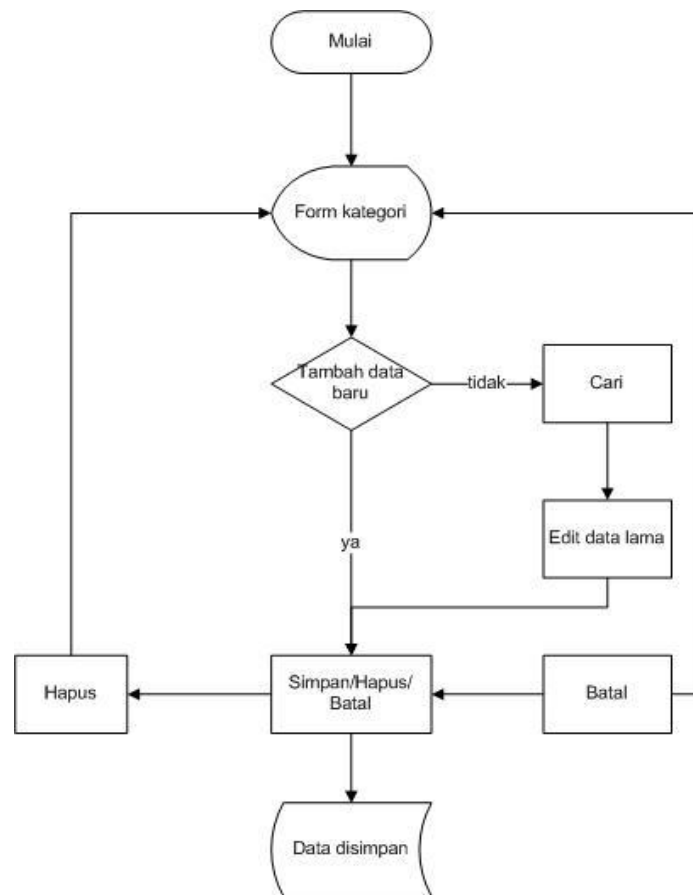 Mulai
Form kategori
Tambah data
baru
tidak
Cari
ya
Edit data lama
Hapus
Simpan/Hapus/
Batal
Batal
Data disimpan